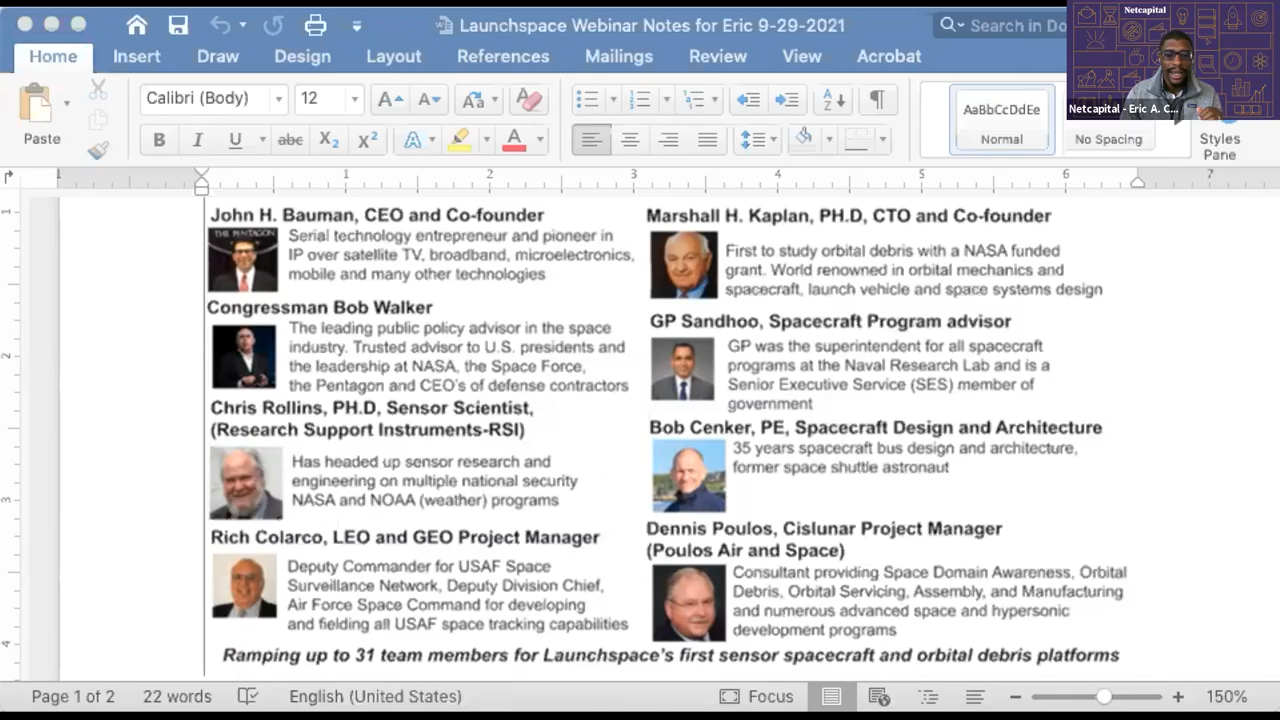 Launchspace Webinar Notes for Eric 9-29-2021
Search in Do
Netcapital
Home Insert Draw Design Layout References Mailings Review View Acrobat
Netcapital - Eric A. C...
Calibri (Body) 12
AaBbCcDdEe
Paste
Normal
No Spacing
Styles
Pane
1 1 2 3 4 5 6 7
John H. Bauman, CEO and Co-founder
THE PENTAGON
Serial technology entrepreneur and pioneer in
IP over satellite TV, broadband, microelectronics,
mobile and many other technologies
Congressman Bob Walker
The leading public policy advisor in the space
industry. Trusted advisor to U.S. presidents and
the leadership at NASA, the Space Force,
the Pentagon and CEO's of defense contractors
Chris Rollins, PH.D, Sensor Scientist,
(Research Support Instruments-RSI)
Has headed up sensor research and
engineering on multiple national security
NASA and NOAA (weather) programs
Rich Colarco, LEO and GEO Project Manager
Deputy Commander for USAF Space
Surveillance Network, Deputy Division Chief,
Air Force Space Command for developing
and fielding all USAF space tracking capabilities
Marshall H. Kaplan, PH.D, CTO and Co-founder
First to study orbital debris with a NASA funded
grant. World renowned in orbital mechanics and
spacecraft, launch vehicle and space systems design
GP Sandhoo, Spacecraft Program advisor
GP was the superintendent for all spacecraft
programs at the Naval Research Lab and is a
Senior Executive Service (SES) member of
government
Bob Cenker, PE, Spacecraft Design and Architecture
35 years spacecraft bus design and architecture,
former space shuttle astronaut
Dennis Poulos, Cislunar Project Manager
(Poulos Air and Space)
Consultant providing Space Domain Awareness, Orbital
Debris, Orbital Servicing, Assembly, and Manufacturing
and numerous advanced space and hypersonic
development programs
Ramping up to 31 team members for Launchspace's first sensor spacecraft and orbital debris platforms
Page 1 of 2 22 words English (United States) Focus 150%